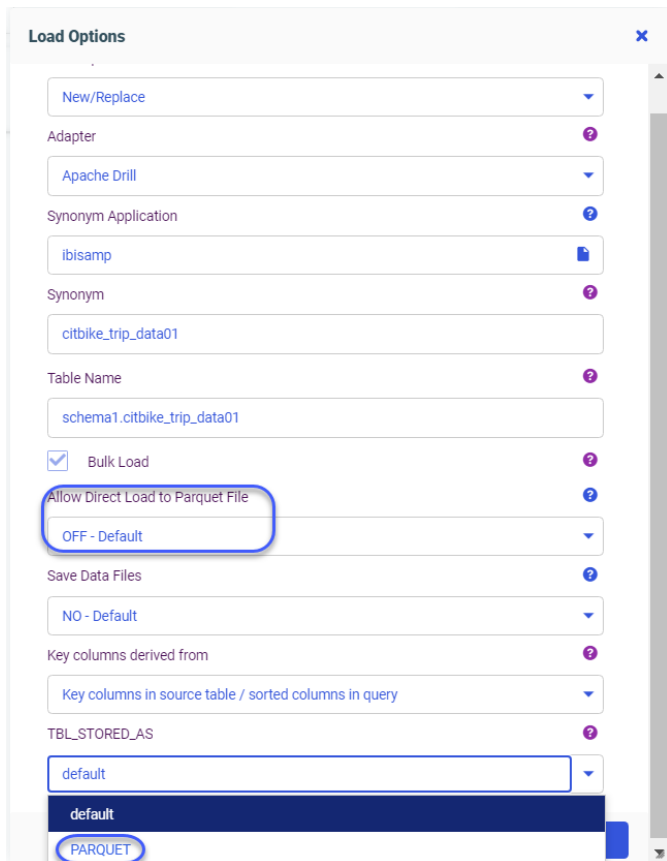 Load Options
New/Replace
Adapter
Apache Drill
Synonym Application
ibisamp
Synonym
citbike_trip_data01
Table Name
schema1.citbike_trip_data01
Bulk Load
Allow Direct Load to Parquet File
OFF - Default
Save Data Files
NO - Default
Key columns derived from
Key columns in source table / sorted columns in query
TBL_STORED_AS
default
default
PARQUET